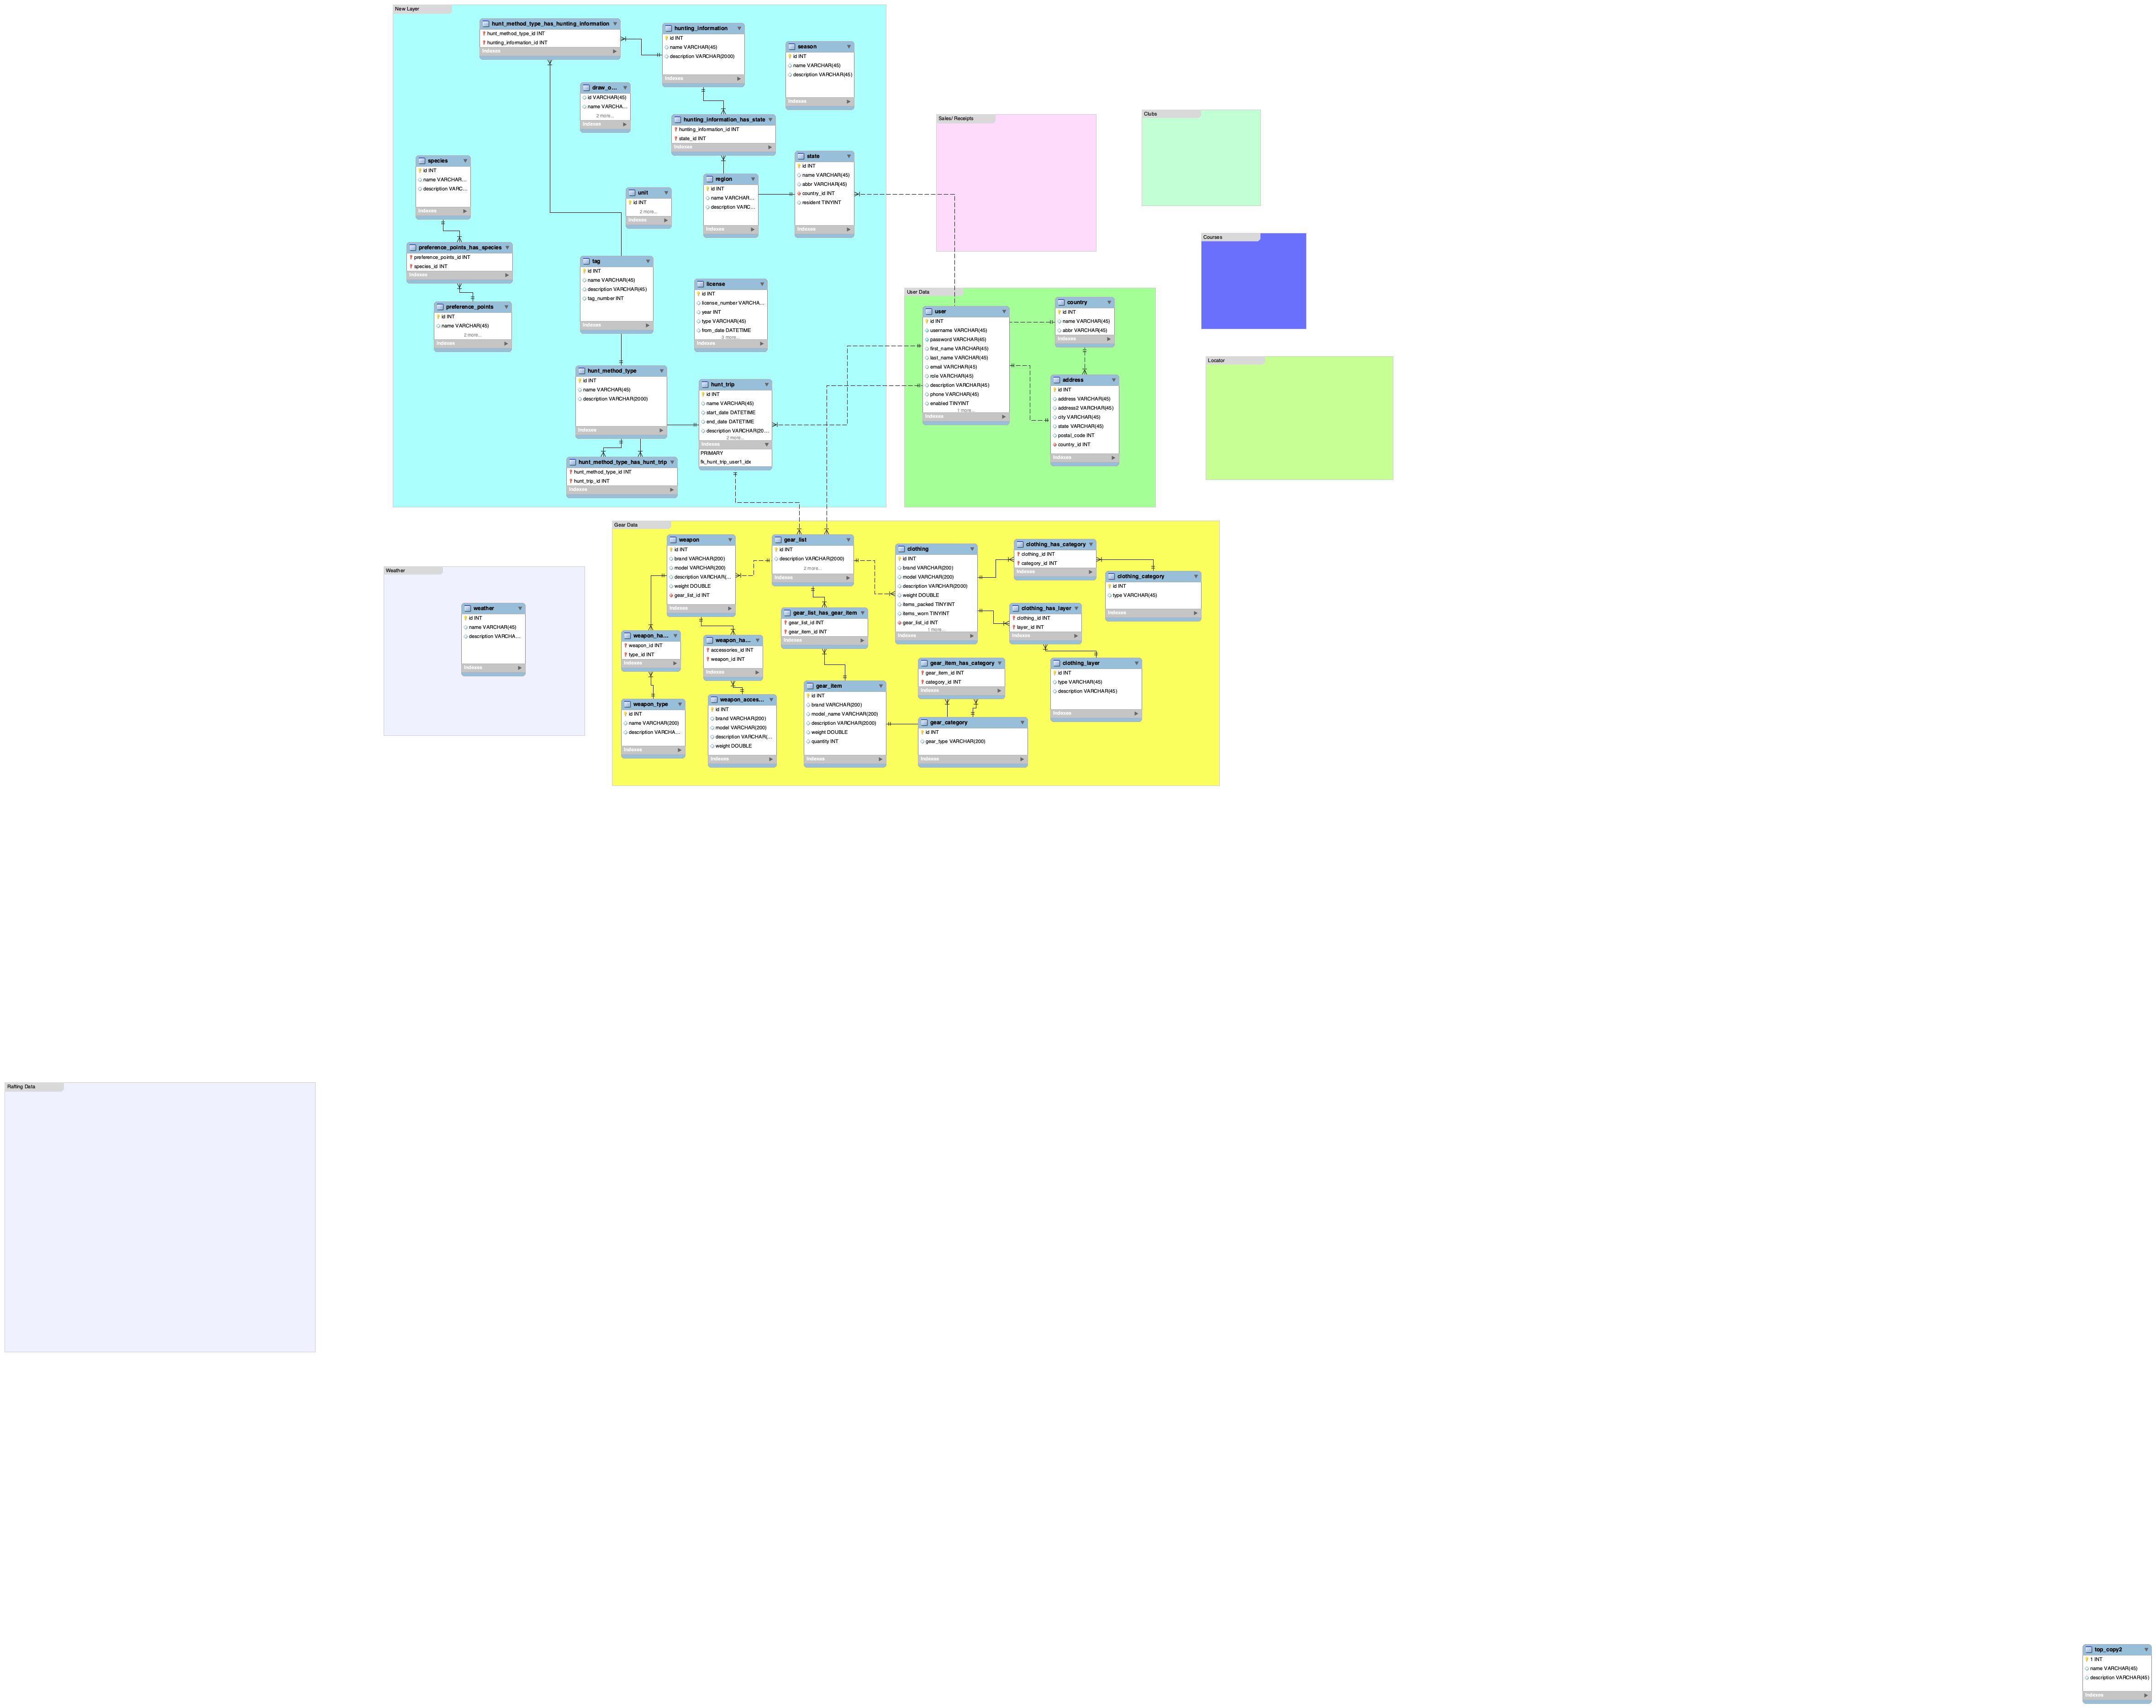 New Layer
hunt_method_type_has_hunting_information
hunt_method_type_id INT
hunting_information_id INT
Indexes
hunting_information
id INT
name VARCHAR(45)
description VARCHAR(2000)
Indexes
season
id INT
name VARCHAR(45)
description VARCHAR(45)
Indexes
draw_o...
id VARCHAR(45)
name VARCHA...
2 more...
Indexes
hunting_information_has_state
hunting_information_id INT
state_id INT
Indexes
species
id INT
name VARCHAR...
description VARC...
Indexes
unit
id INT
2 more...
Indexes
region
id INT
name VARCHAR...
description VARC...
Indexes
state
id INT
name VARCHAR(45)
abbr VARCHAR(45)
country_id INT
resident TINYINT
Indexes
preference_points_has_species
preference_points_id INT
species_id INT
Indexes
preference_points
id INT
name VARCHAR(45)
2 more...
Indexes
tag
id INT
name VARCHAR(45)
description VARCHAR(45)
tag_number INT
Indexes
license
id INT
license_number VARCHA...
year INT
type VARCHAR(45)
from_date DATETIME
Indexes
hunt_method_type
id INT
name VARCHAR(45)
description VARCHAR(2000)
Indexes
hunt_trip
id INT
name VARCHAR(45)
start_date DATETIME
end_date DATETIME
description VARCHAR(20...
2 more...
Indexes
PRIMARY
fk_hunt_trip_user1_idx
hunt_method_type_has_hunt_trip
hunt_method_type_id INT
hunt_trip_id INT
Indexes
Sales/ Receipts
Clubs
Courses
Locator
User Data
user
id INT
username VARCHAR(45)
password VARCHAR(45)
first_name VARCHAR(45)
last_name VARCHAR(45)
email VARCHAR(45)
role VARCHAR(45)
description VARCHAR(45)
phone VARCHAR(45)
enabled TINYINT
1 more...
Indexes
country
id INT
name VARCHAR(45)
abbr VARCHAR(45)
Indexes
address
id INT
address VARCHAR(45)
address2 VARCHAR(45)
city VARCHAR(45)
state VARCHAR(45)
postal_code INT
country_id INT
Indexes
Gear Data
weapon
id INT
brand VARCHAR(200)
model VARCHAR(200)
description VARCHAR(...
weight DOUBLE
gear_list_id INT
Indexes
gear_list
id INT
description VARCHAR(2000)
2 more...
Indexes
clothing
id INT
brand VARCHAR(200)
model VARCHAR(200)
description VARCHAR(2000)
weight DOUBLE
items_packed TINYINT
items_worn TINYINT
gear_list_id INT
1 more...
Indexes
clothing_has_category
clothing_id INT
category_id INT
Indexes
clothing_category
id INT
type VARCHAR(45)
Indexes
clothing_has_layer
clothing_id INT
layer_id INT
Indexes
clothing_layer
id INT
type VARCHAR(45)
description VARCHAR(45)
Indexes
gear_list_has_gear_item
gear_list_id INT
gear_item_id INT
Indexes
weapon_ha...
weapon_id INT
type_id INT
Indexes
weapon_ha...
accessories_id INT
weapon_id INT
Indexes
weapon_type
id INT
name VARCHAR(200)
description VARCHA...
Indexes
weapon_acces...
id INT
brand VARCHAR(200)
model VARCHAR(200)
description VARCHAR(...
weight DOUBLE
Indexes
gear_item
id INT
brand VARCHAR(200)
model_name VARCHAR(200)
description VARCHAR(2000)
weight DOUBLE
quantity INT
Indexes
gear_item_has_category
gear_item_id INT
category_id INT
Indexes
gear_category
id INT
gear_type VARCHAR(200)
Indexes
Weather
weather
id INT
name VARCHAR(45)
description VARCHA...
Indexes
Rafting Data
top_copy2
1 INT
name VARCHAR(45)
description VARCHAR(45)
Indexes